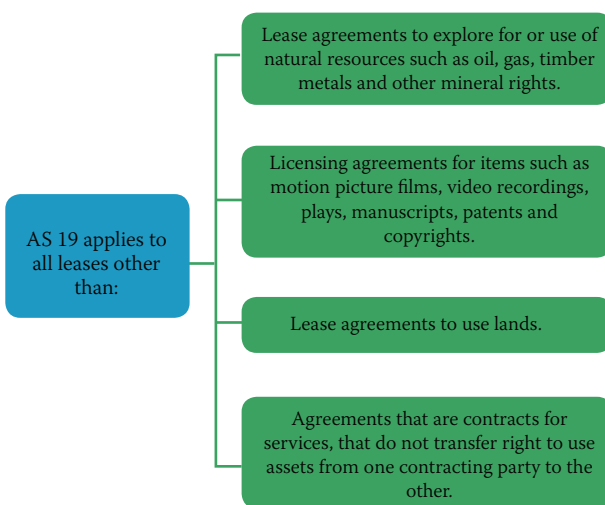 AS 19 applies to
all leases other
than:
Lease agreements to explore for or use of
natural resources such as oil, gas, timber
metals and other mineral rights.
Licensing agreements for items such as
motion picture films, video recordings,
plays, manuscripts, patents and
copyrights.
Lease agreements to use lands.
Agreements that are contracts for
services, that do not transfer right to use
assets from one contracting party to the
other.